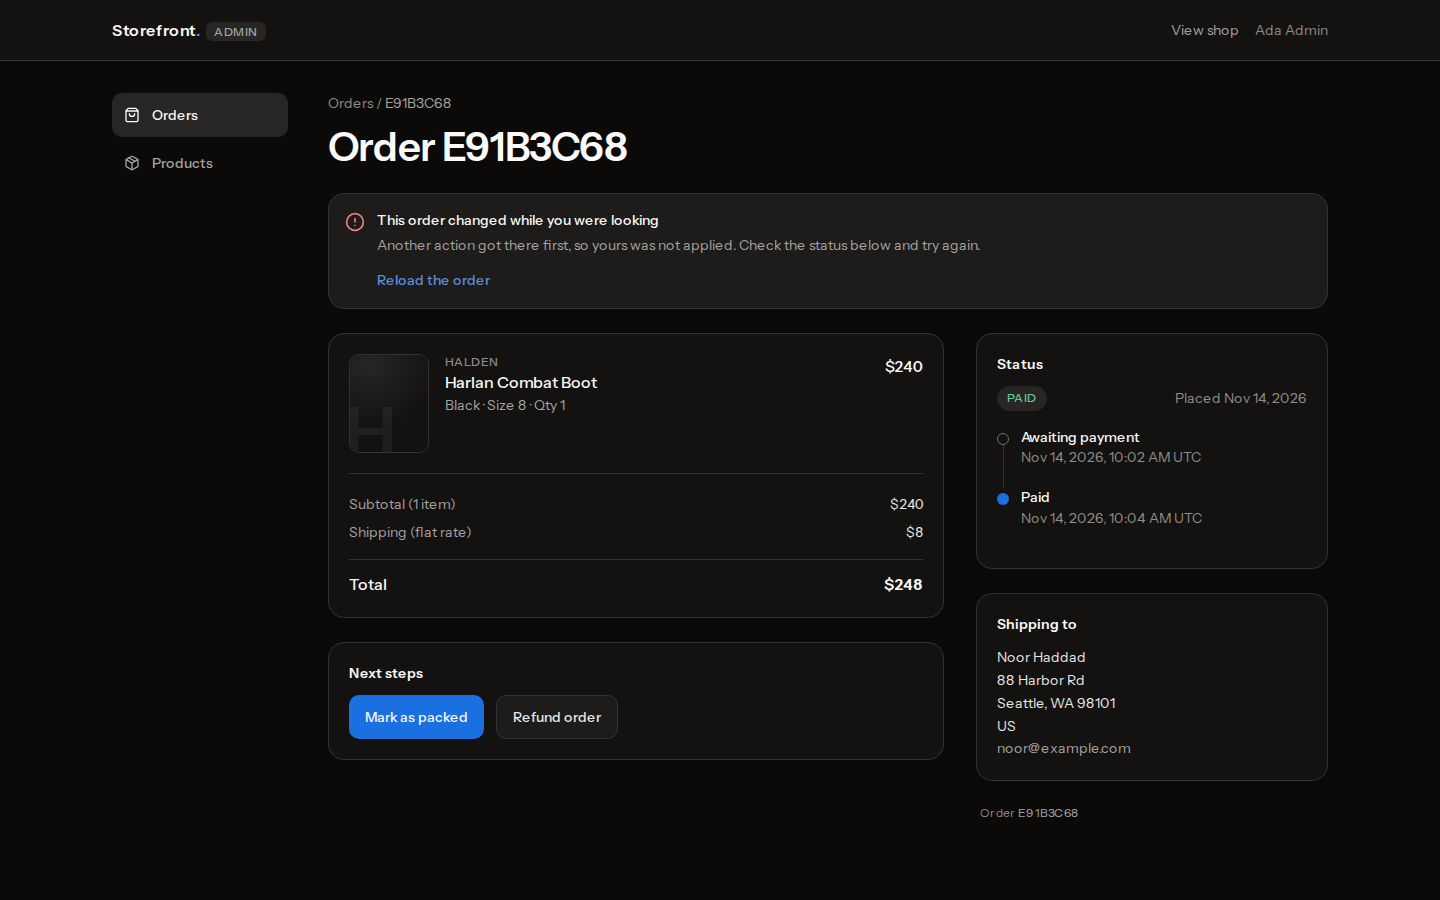 Storefront. ADMIN
View shop Ada Admin
Orders
Products
Orders / E91B3C68
Order E91B3C68
This order changed while you were looking
Another action got there first, so yours was not applied. Check the status below and try again.
Reload the order
H
HALDEN
Harlan Combat Boot
Black · Size 8 · Qty 1
$240
Subtotal (1 item) $240
Shipping (flat rate) $8
Total $248
Next steps
Mark as packed Refund order
Status
PAID Placed Nov 14, 2026
Awaiting payment
Nov 14, 2026, 10:02 AM UTC
Paid
Nov 14, 2026, 10:04 AM UTC
Shipping to
Noor Haddad
88 Harbor Rd
Seattle, WA 98101
US
noor@example.com
Order E91B3C68